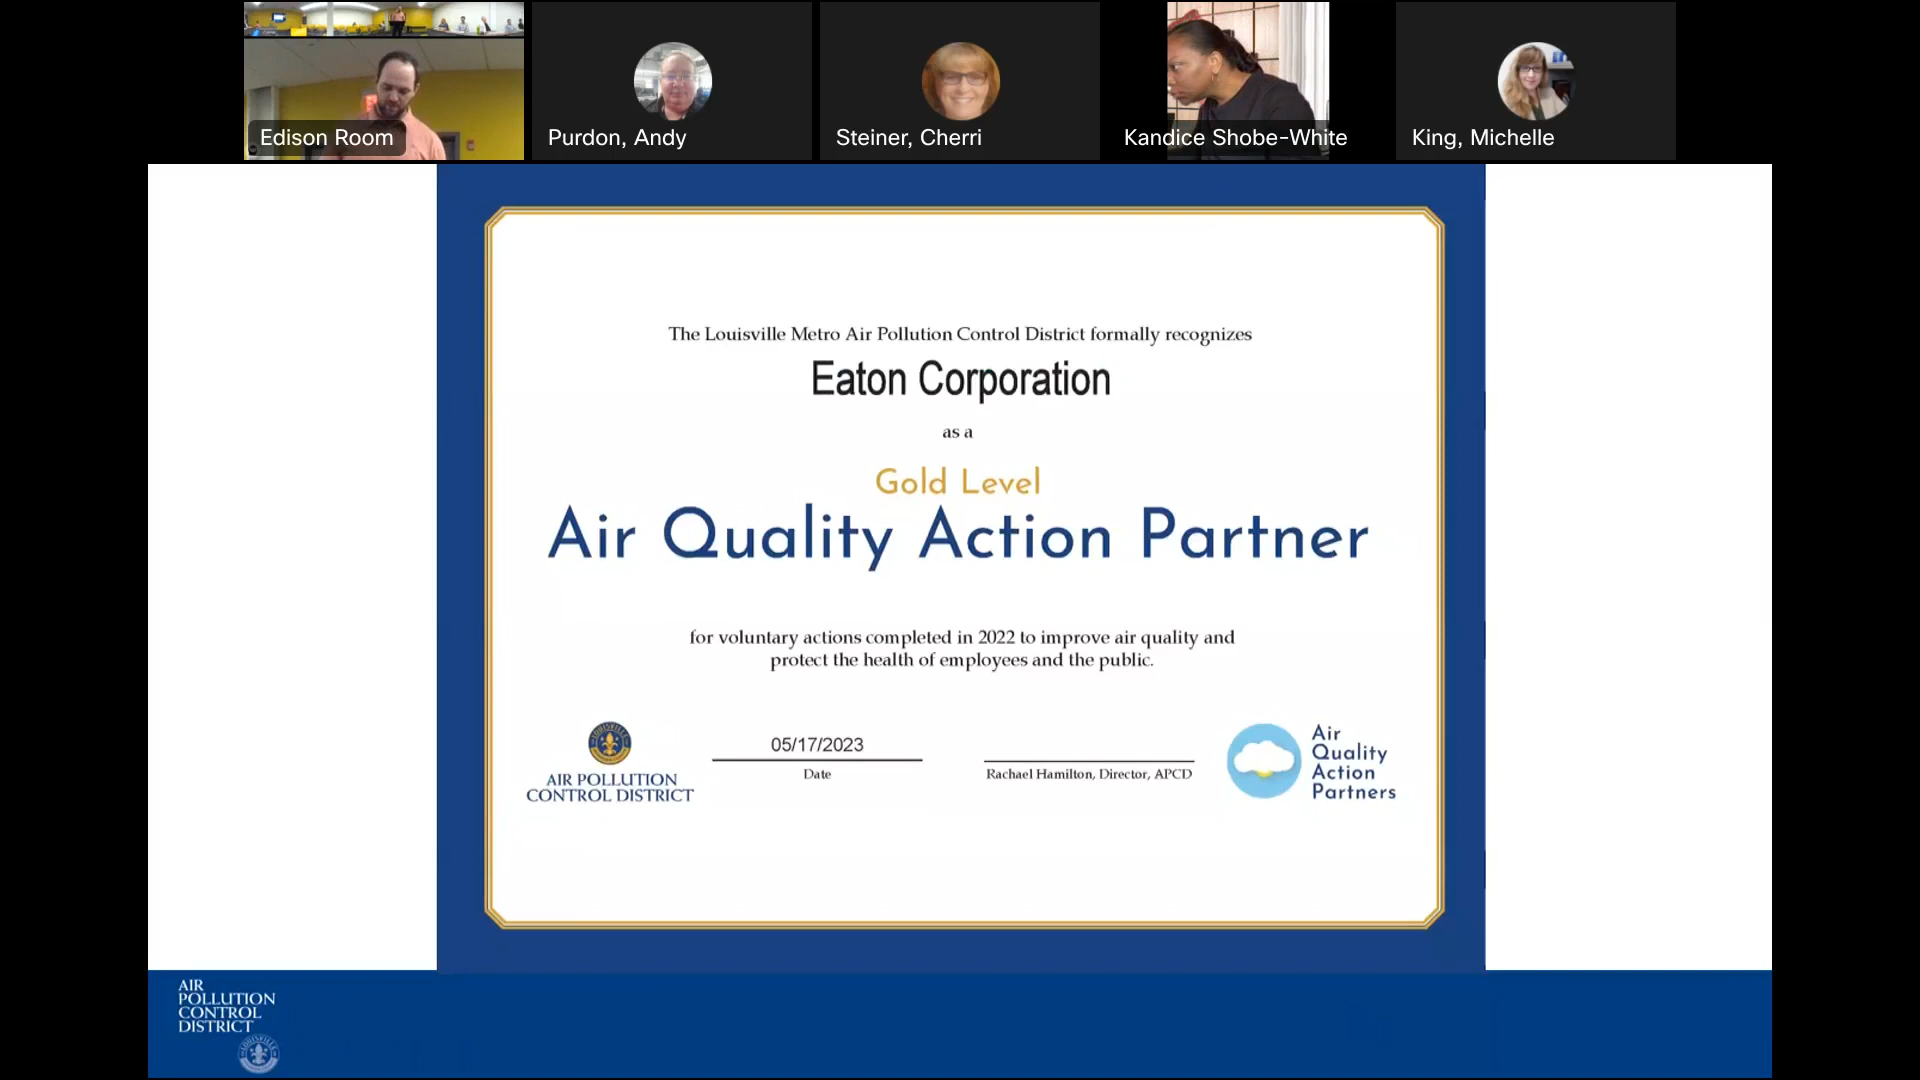 Edison Room
Purdon, Andy
Steiner, Cherri
Kandice Shobe-White
King, Michelle
The Louisville Metro Air Pollution Control District formally recognizes
Eaton Corporation
as a
Gold Level
Air Quality Action Partner
for voluntary actions completed in 2022 to improve air quality and
protect the health of employees and the public.
LOUISVILLE
AIR POLLUTION
CONTROL DISTRICT
05/17/2023
Date
Rachael Hamilton, Director, APCD
Air
Quality
Action
Partners
AIR
POLLUTION
CONTROL
DISTRICT
LOUISVILLE